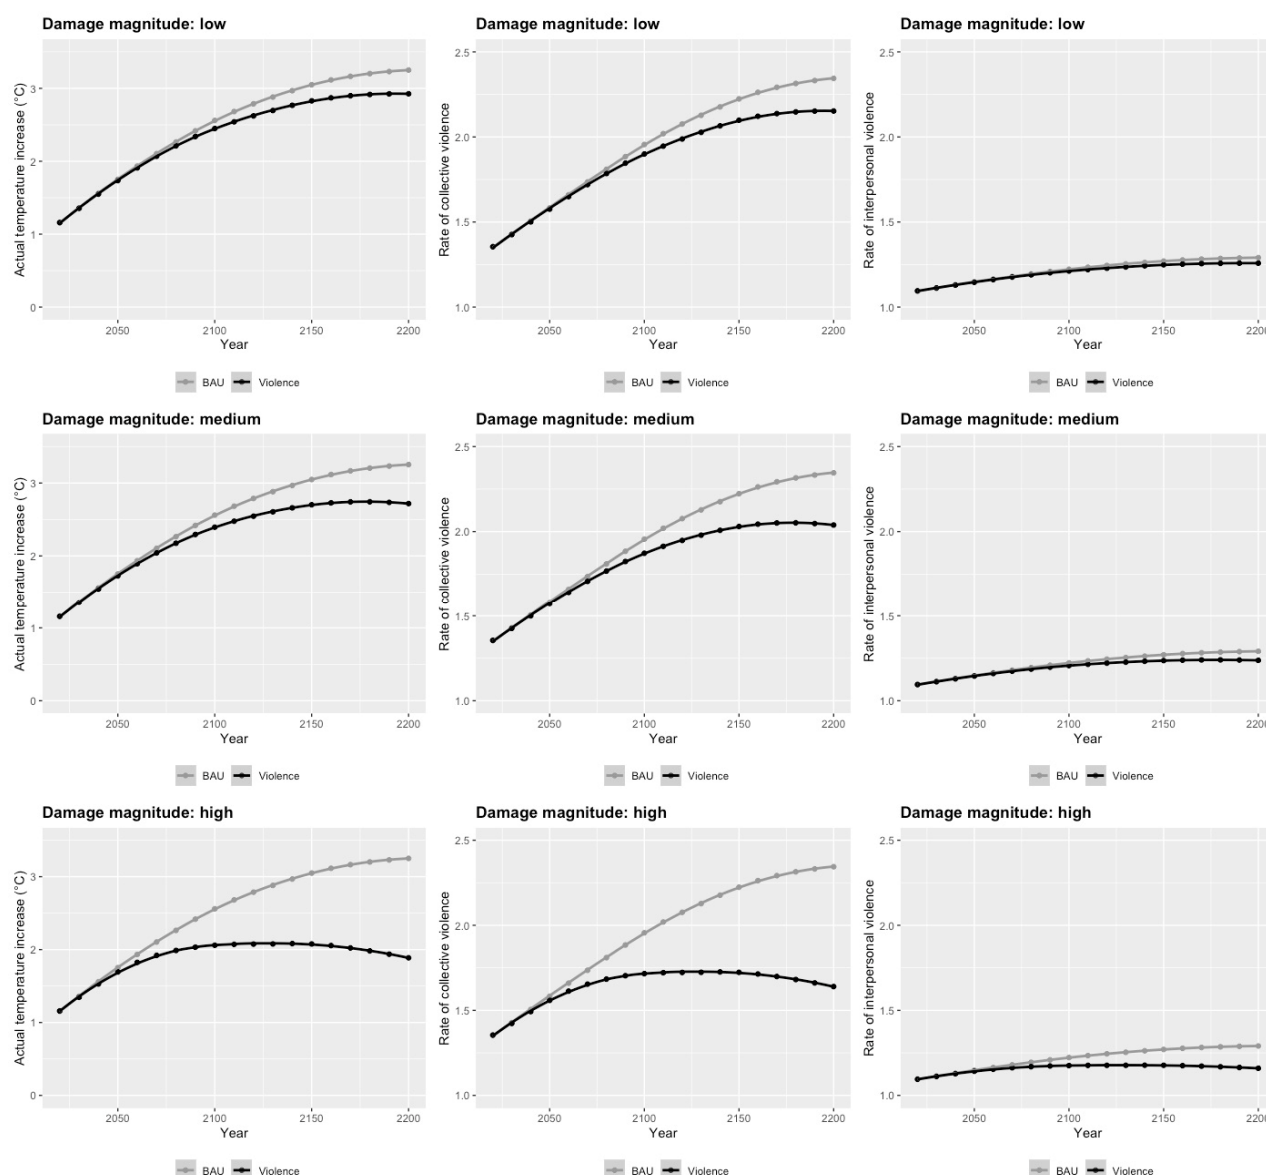 Damage magnitude: low
Actual temperature increase (°C)
3
2
1
0
2050 2100 2150 2200
Year
BAU Violence
Damage magnitude: low
Rate of collective violence
2.5
2.0
1.5
1.0
2050 2100 2150 2200
Year
BAU Violence
Damage magnitude: low
Rate of interpersonal violence
2.5
2.0
1.5
1.0
2050 2100 2150 2200
Year
BAU Violence
Damage magnitude: medium
Actual temperature increase (°C)
3
2
1
0
2050 2100 2150 2200
Year
BAU Violence
Damage magnitude: medium
Rate of collective violence
2.5
2.0
1.5
1.0
2050 2100 2150 2200
Year
BAU Violence
Damage magnitude: medium
Rate of interpersonal violence
2.5
2.0
1.5
1.0
2050 2100 2150 2200
Year
BAU Violence
Damage magnitude: high
Actual temperature increase (°C)
3
2
1
0
2050 2100 2150 2200
Year
BAU Violence
Damage magnitude: high
Rate of collective violence
2.5
2.0
1.5
1.0
2050 2100 2150 2200
Year
BAU Violence
Damage magnitude: high
Rate of interpersonal violence
2.5
2.0
1.5
1.0
2050 2100 2150 2200
Year
BAU Violence